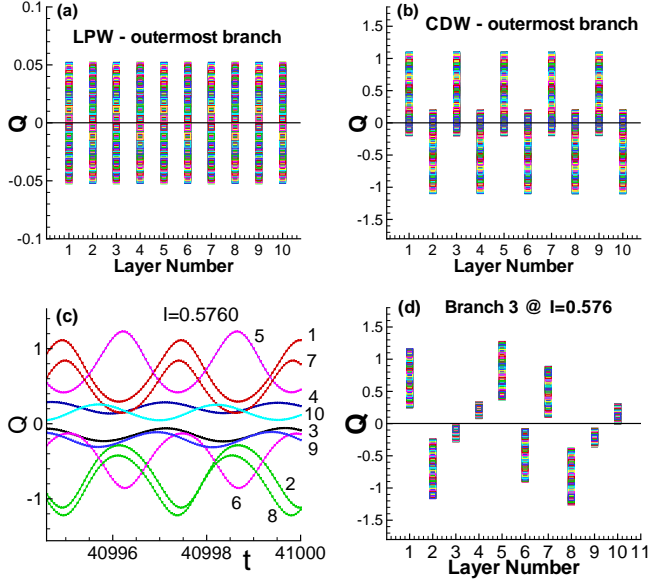 (a)
LPW - outermost branch
Q
0.1
0.05
0
-0.05
-0.1
1 2 3 4 5 6 7 8 9 10
Layer Number
(b)
CDW - outermost branch
Q
1.5
1
0.5
0
-0.5
-1
-1.5
1 2 3 4 5 6 7 8 9 10
Layer Number
(c)
I=0.5760
Q
1
0
-1
5
1
7
4
10
3
9
2
6
8
40996 40998 41000
t
(d)
Branch 3 @ I=0.576
Q
1.5
1
0.5
0
-0.5
-1
-1.5
1 2 3 4 5 6 7 8 9 10 11
Layer Number